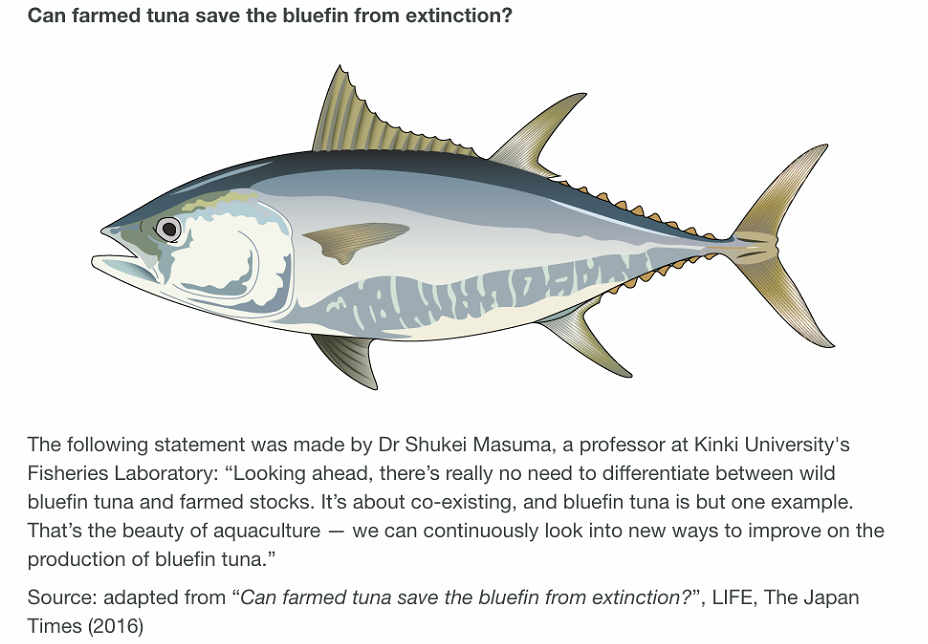 Can farmed tuna save the bluefin from extinction?
The following statement was made by Dr Shukei Masuma, a professor at Kinki University's
Fisheries Laboratory: “Looking ahead, there’s really no need to differentiate between wild
bluefin tuna and farmed stocks. It’s about co-existing, and bluefin tuna is but one example.
That’s the beauty of aquaculture — we can continuously look into new ways to improve on the
production of bluefin tuna.”
Source: adapted from “Can farmed tuna save the bluefin from extinction?”, LIFE, The Japan
Times (2016)